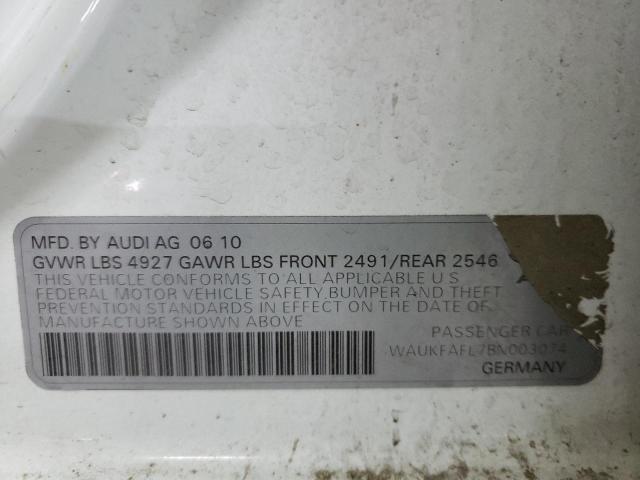 MFD. BY AUDI AG 06 10
GVWR LBS 4927 GAWR LBS FRONT 2491/REAR 2546
THIS VEHICLE CONFORMS TO ALL APPLICABLE U S
FEDERAL MOTOR VEHICLE SAFETY, BUMPER AND THEFT
PREVENTION STANDARDS IN EFFECT ON THE DATE OF
MANUFACTURE SHOWN ABOVE
PASSENGER CAR
WAUKFAFL7BN003074
GERMANY